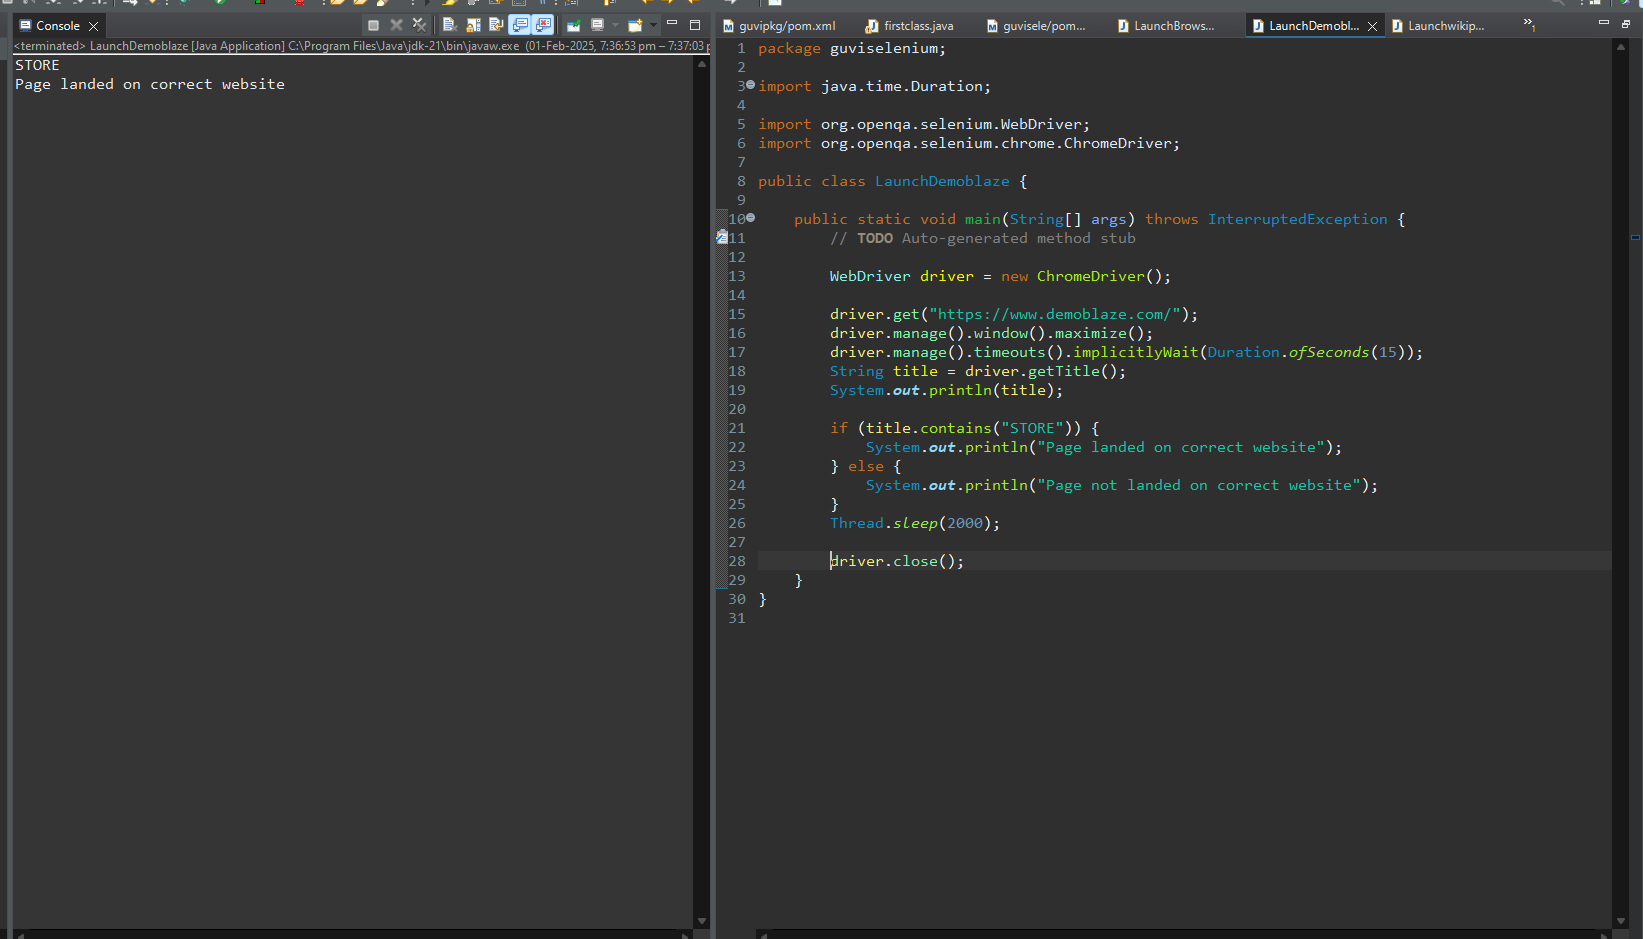 Console
<terminated> LaunchDemoblaze [Java Application] C:\Program Files\Java\jdk-21\bin\javaw.exe (01-Feb-2025, 7:36:53 pm – 7:37:03 p
STORE
Page landed on correct website
guvipkg/pom.xml
firstclass.java
guvisele/pom...
LaunchBrows...
LaunchDemobl...
Launchwikip...
»1
1 package guviselenium;
2
3 import java.time.Duration;
4
5 import org.openqa.selenium.WebDriver;
6 import org.openqa.selenium.chrome.ChromeDriver;
7
8 public class LaunchDemoblaze {
9
10     public static void main(String[] args) throws InterruptedException {
11         // TODO Auto-generated method stub
12
13         WebDriver driver = new ChromeDriver();
14
15         driver.get("https://www.demoblaze.com/");
16         driver.manage().window().maximize();
17         driver.manage().timeouts().implicitlyWait(Duration.ofSeconds(15));
18         String title = driver.getTitle();
19         System.out.println(title);
20
21         if (title.contains("STORE")) {
22             System.out.println("Page landed on correct website");
23         } else {
24             System.out.println("Page not landed on correct website");
25         }
26         Thread.sleep(2000);
27
28         driver.close();
29     }
30 }
31